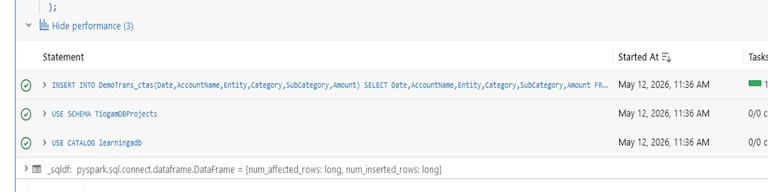 );
Hide performance (3)
Statement Started At Tasks
INSERT INTO DemoTrans_ctas(Date,AccountName,Entity,Category,SubCategory,Amount) SELECT Date,AccountName,Entity,Category,SubCategory,Amount FR... May 12, 2026, 11:36 AM 1
USE SCHEMA TiogamDBProjects May 12, 2026, 11:36 AM 0/0 c
USE CATALOG learningadb May 12, 2026, 11:36 AM 0/0 c
_sqldf: pyspark.sql.connect.dataframe.DataFrame = [num_affected_rows: long, num_inserted_rows: long]